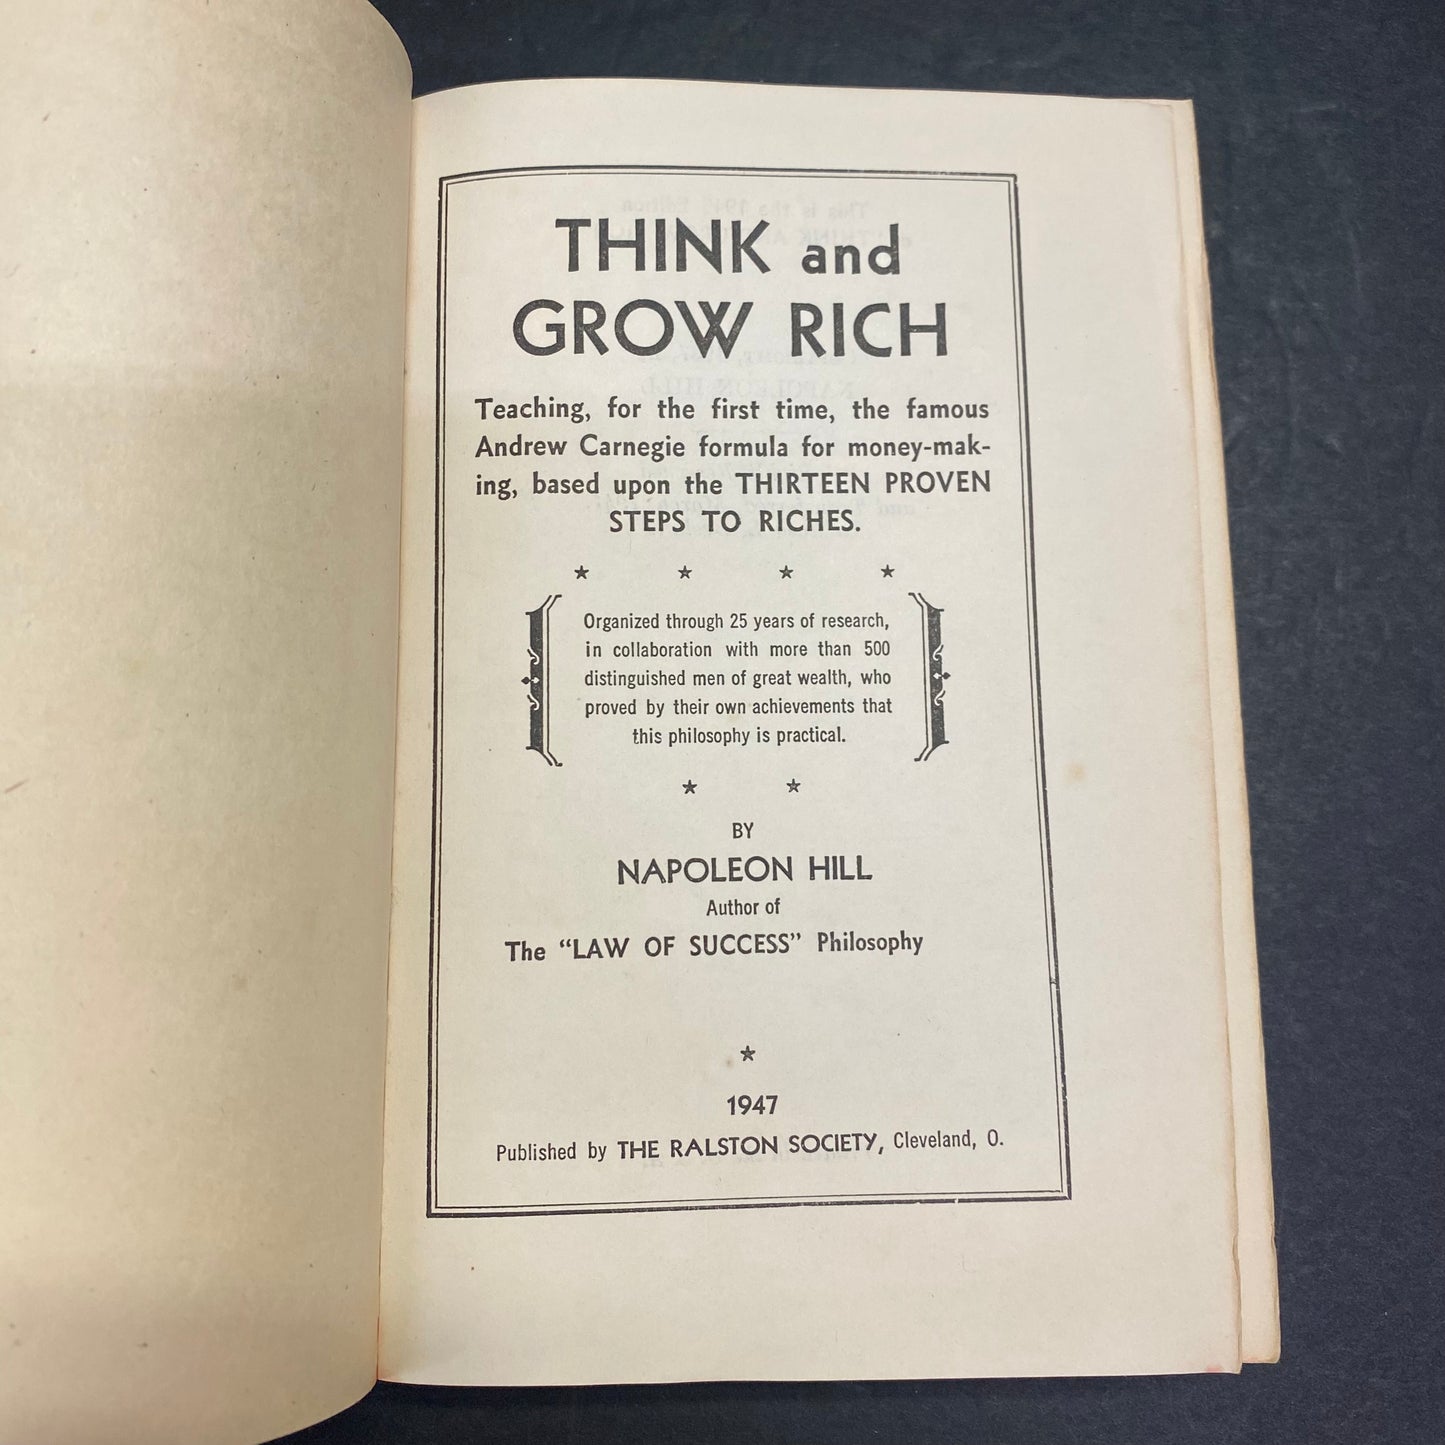 THINK and
GROW RICH
Teaching, for the first time, the famous
Andrew Carnegie formula for money-mak-
ing, based upon the THIRTEEN PROVEN
STEPS TO RICHES.
Organized through 25 years of research,
in collaboration with more than 500
distinguished men of great wealth, who
proved by their own achievements that
this philosophy is practical.
BY
NAPOLEON HILL
Author of
The "LAW OF SUCCESS" Philosophy
1947
Published by THE RALSTON SOCIETY, Cleveland, O.